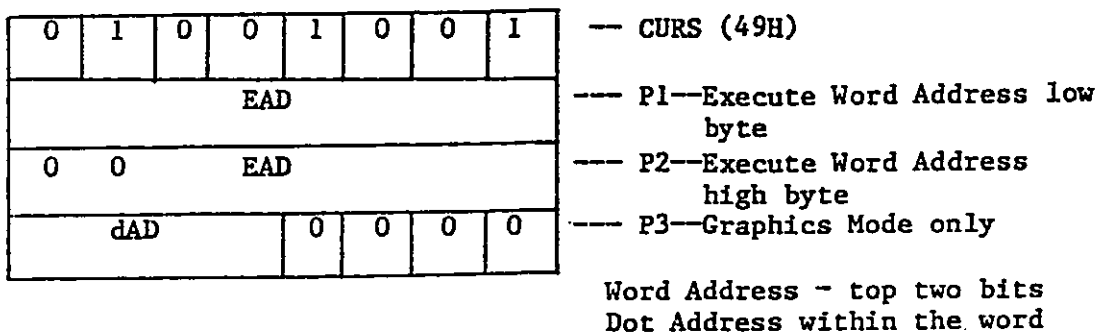 0 1 0 0 1 0 0 1 -- CURS (49H)
EAD --- P1--Execute Word Address low
byte
0 0 EAD --- P2--Execute Word Address
high byte
dAD 0 0 0 0 --- P3--Graphics Mode only
Word Address - top two bits
Dot Address within the word